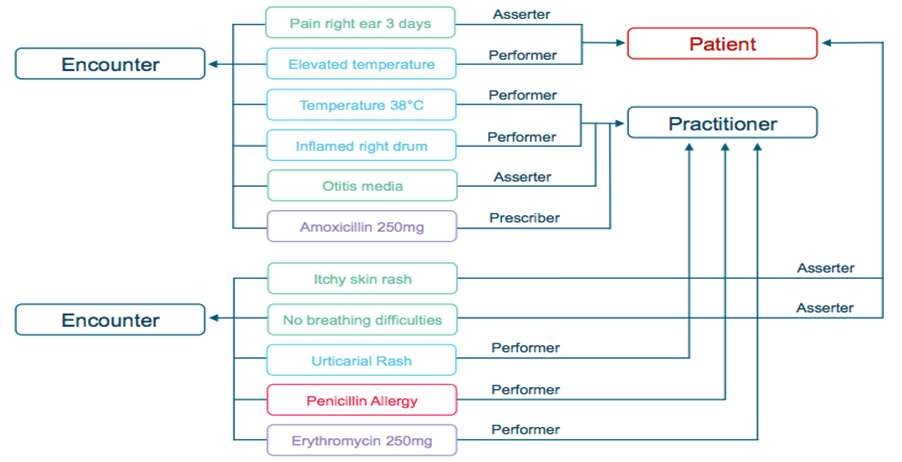 Pain right ear 3 days
Asserter
Patient
Encounter
Elevated temperature
Performer
Temperature 38°C
Performer
Practitioner
Inflamed right drum
Performer
Otitis media
Asserter
Amoxicillin 250mg
Prescriber
Itchy skin rash
Asserter
Encounter
No breathing difficulties
Asserter
Urticarial Rash
Performer
Penicillin Allergy
Performer
Erythromycin 250mg
Performer